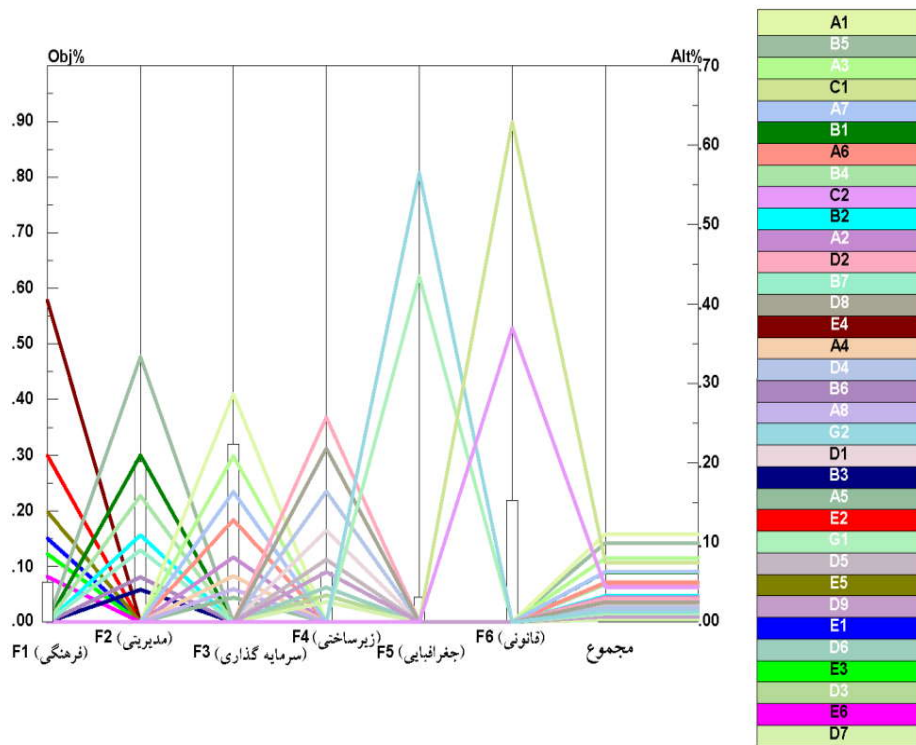 Obj%
Alt%
.90
.80
.70
.60
.50
.40
.30
.20
.10
.00
.70
.60
.50
.40
.30
.20
.10
.00
F1 (فرهنگی)
F2 (مدیریتی)
F3 (سرمایه گذاری)
F4 (زیرساختی)
F5 (جغرافیایی)
F6 (قانونی)
مجموع
A1
B5
A3
C1
A7
B1
A6
B4
C2
B2
A2
D2
B7
D8
E4
A4
D4
B6
A8
G2
D1
B3
A5
E2
G1
D5
E5
D9
E1
D6
E3
D3
E6
D7